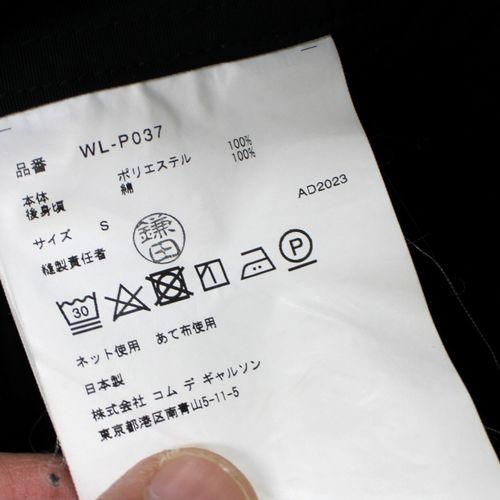 品番 WL-P037
本体 ポリエステル 100%
後身頃 綿 100%
AD2023
サイズ S
縫製責任者 鎌田
30 P
ネット使用 あて布使用
日本製
株式会社 コム デ ギャルソン
東京都港区南青山5-11-5